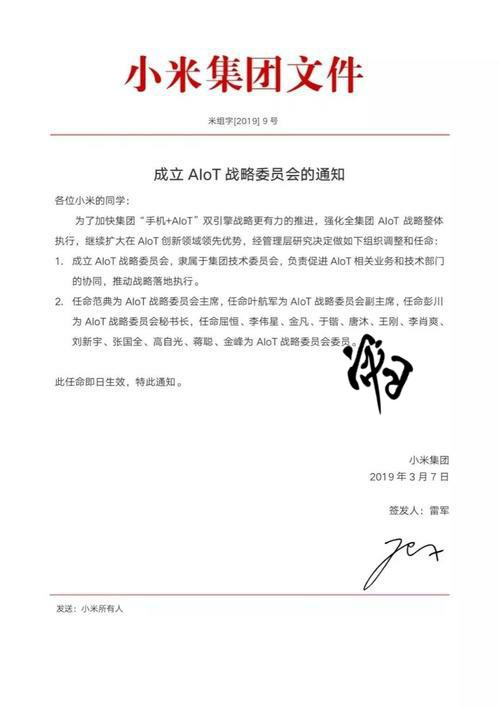 小米集团文件
米组字[2019] 9 号
成立 AIoT 战略委员会的通知
各位小米的同学：
为了加快集团“手机+AIoT”双引擎战略更有力的推进，强化全集团 AIoT 战略整体
执行，继续扩大在 AIoT 创新领域领先优势，经管理层研究决定做如下组织调整和任命：
1. 成立 AIoT 战略委员会，隶属于集团技术委员会，负责促进 AIoT 相关业务和技术部门
的协同，推动战略落地执行。
2. 任命范典为 AIoT 战略委员会主席，任命叶航军为 AIoT 战略委员会副主席，任命彭川
为 AIoT 战略委员会秘书长，任命屈恒、李伟星、金凡、于锴、唐沐、王刚、李肖爽、
刘新宇、张国全、高自光、蒋聪、金峰为 AIoT 战略委员会委员。
此任命即日生效，特此通知。
小米集团
2019 年 3 月 7 日
签发人：雷军
发送：小米所有人